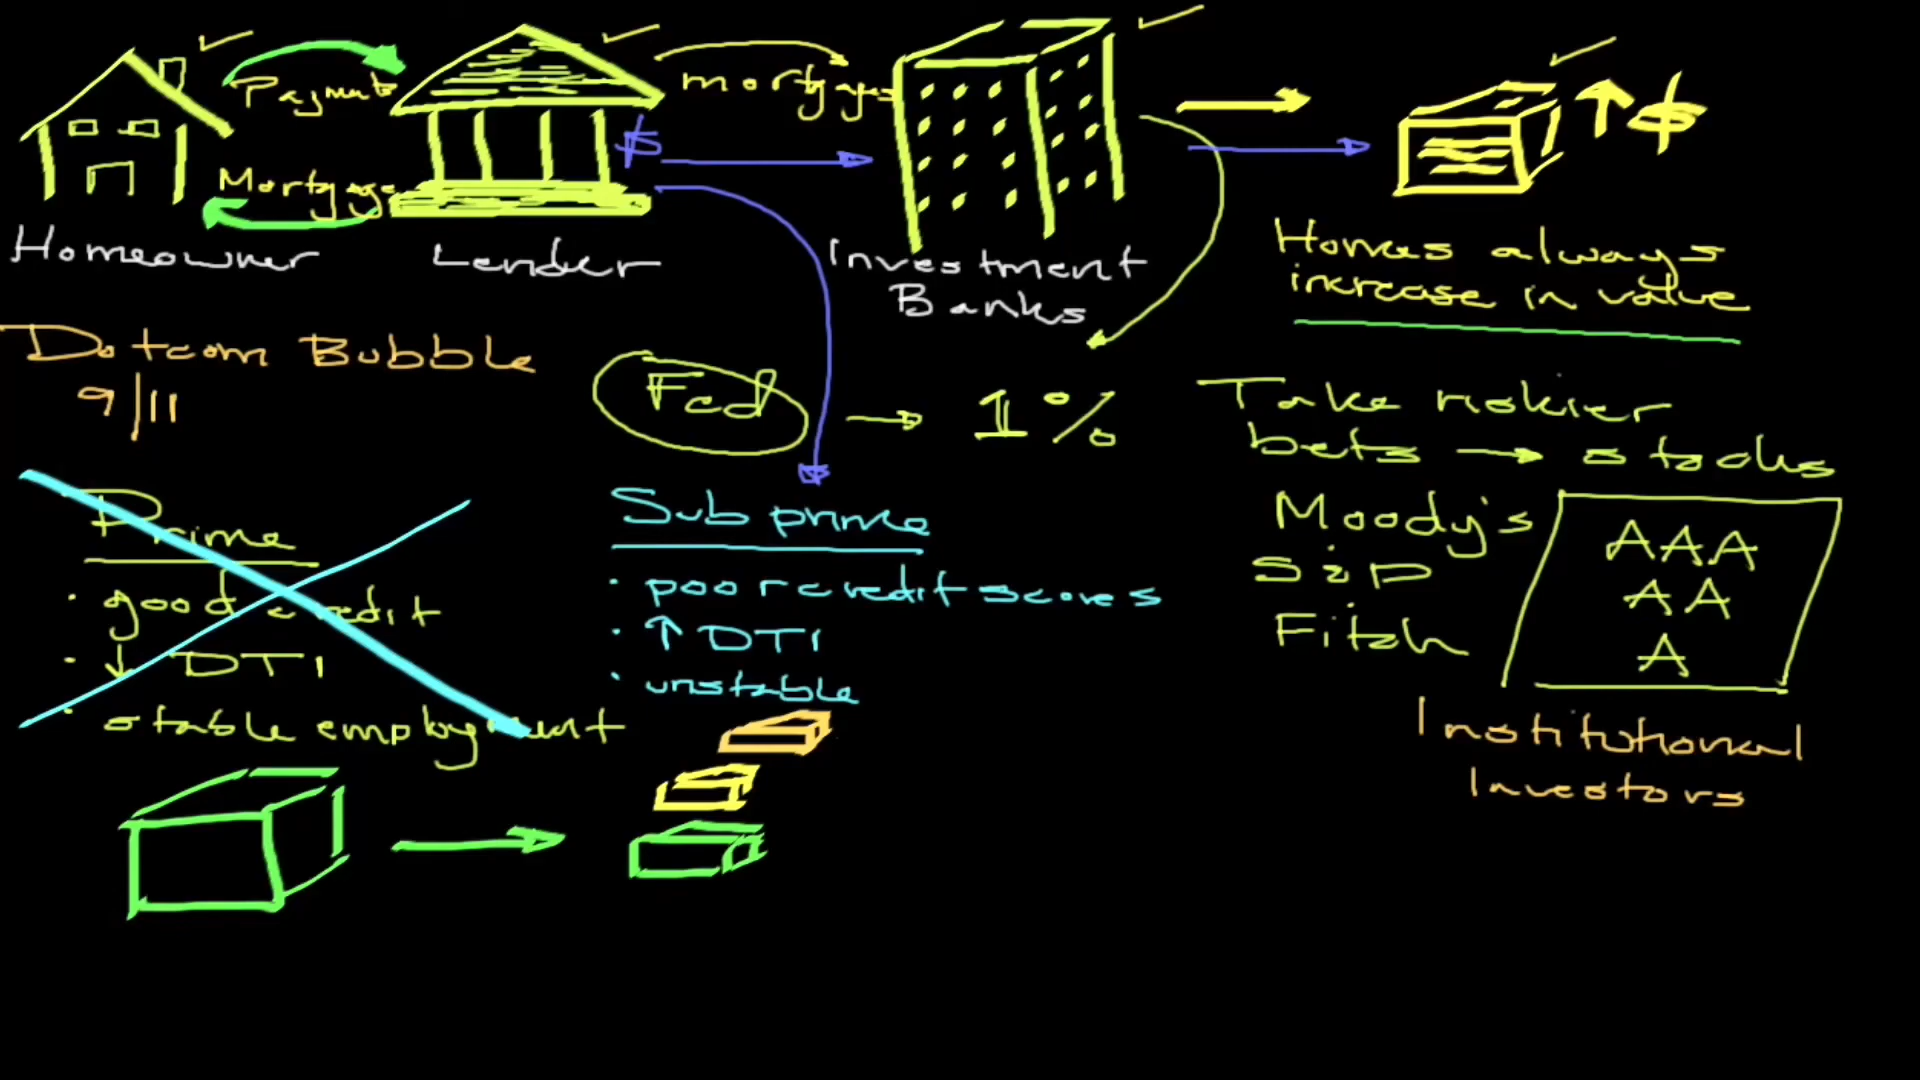 Payments
mortgages
$
Mortgage
Homeowner
Lender
Investment
Banks
$
Homes always
increase in value
Dotcom Bubble
9/11
Fed
1%
Take riskier
bets → stocks
Prime
• good credit
• ↓ DTI
• stable employment
Subprime
• poor credit scores
• ↑ DTI
• unstable
Moody's
S&P
Fitch
AAA
AA
A
Institutional
Investors